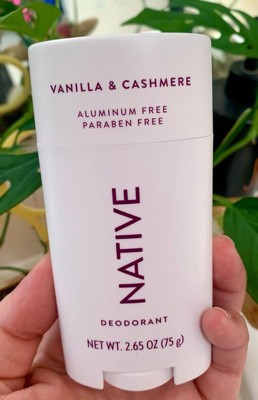 VANILLA & CASHMERE
ALUMINUM FREE
PARABEN FREE
NATIVE
DEODORANT
NET WT. 2.65 OZ (75 g)